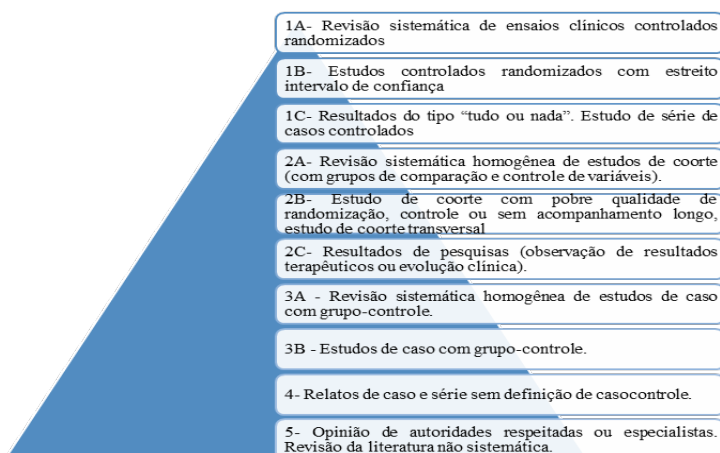 1A- Revisão sistemática de ensaios clínicos controlados
randomizados
1B- Estudos controlados randomizados com estreito
intervalo de confiança
1C- Resultados do tipo “tudo ou nada”. Estudo de série de
casos controlados
2A- Revisão sistemática homogênea de estudos de coorte
(com grupos de comparação e controle de variáveis).
2B- Estudo de coorte com pobre qualidade de
randomização, controle ou sem acompanhamento longo,
estudo de coorte transversal
2C- Resultados de pesquisas (observação de resultados
terapêuticos ou evolução clínica).
3A - Revisão sistemática homogênea de estudos de caso
com grupo-controle.
3B - Estudos de caso com grupo-controle.
4- Relatos de caso e série sem definição de casocontrole.
5- Opinião de autoridades respeitadas ou especialistas.
Revisão da literatura não sistemática.